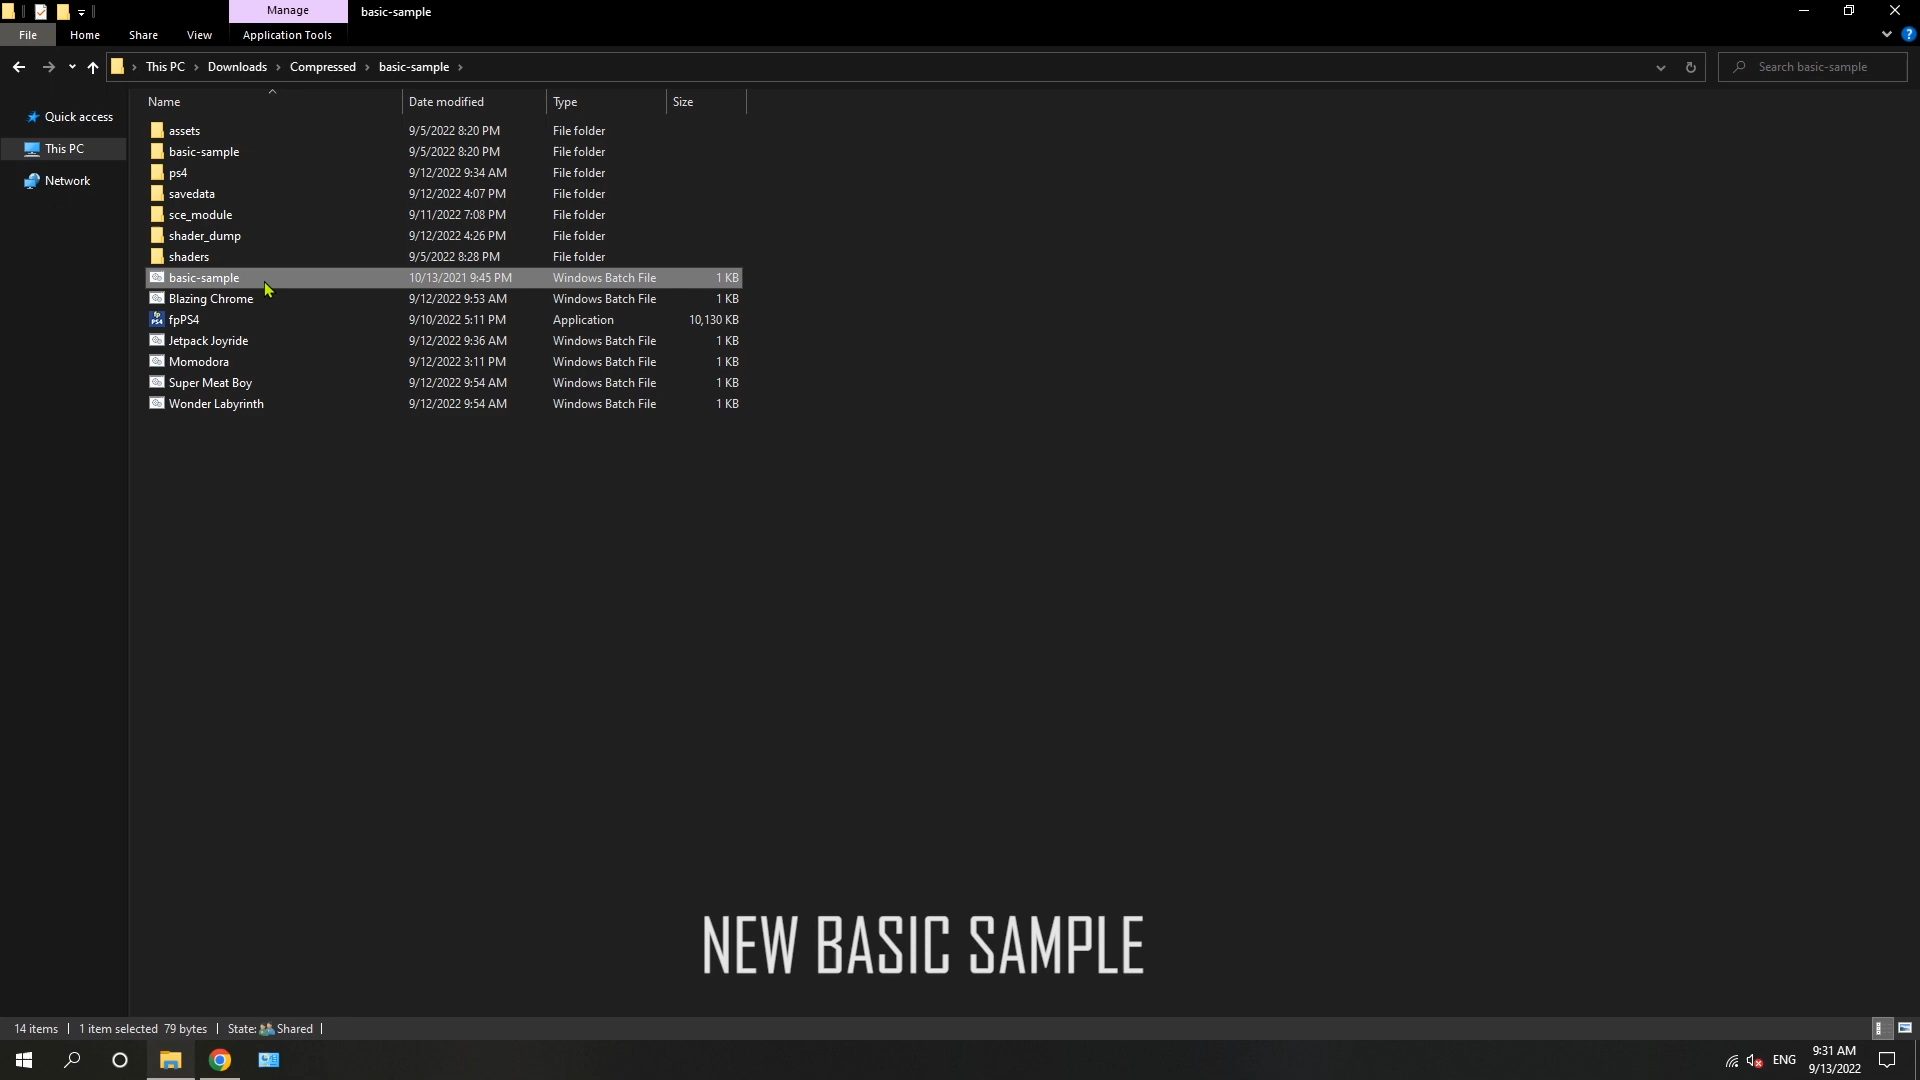 Manage
basic-sample
File
Home
Share
View
Application Tools
This PC
Downloads
Compressed
basic-sample
Search basic-sample
Name
Date modified
Type
Size
Quick access
This PC
Network
assets 9/5/2022 8:20 PM File folder
basic-sample 9/5/2022 8:20 PM File folder
ps4 9/12/2022 9:34 AM File folder
savedata 9/12/2022 4:07 PM File folder
sce_module 9/11/2022 7:08 PM File folder
shader_dump 9/12/2022 4:26 PM File folder
shaders 9/5/2022 8:28 PM File folder
basic-sample 10/13/2021 9:45 PM Windows Batch File 1 KB
Blazing Chrome 9/12/2022 9:53 AM Windows Batch File 1 KB
fpPS4 9/10/2022 5:11 PM Application 10,130 KB
Jetpack Joyride 9/12/2022 9:36 AM Windows Batch File 1 KB
Momodora 9/12/2022 3:11 PM Windows Batch File 1 KB
Super Meat Boy 9/12/2022 9:54 AM Windows Batch File 1 KB
Wonder Labyrinth 9/12/2022 9:54 AM Windows Batch File 1 KB
NEW BASIC SAMPLE
14 items 1 item selected 79 bytes State: Shared
ENG
9:31 AM
9/13/2022